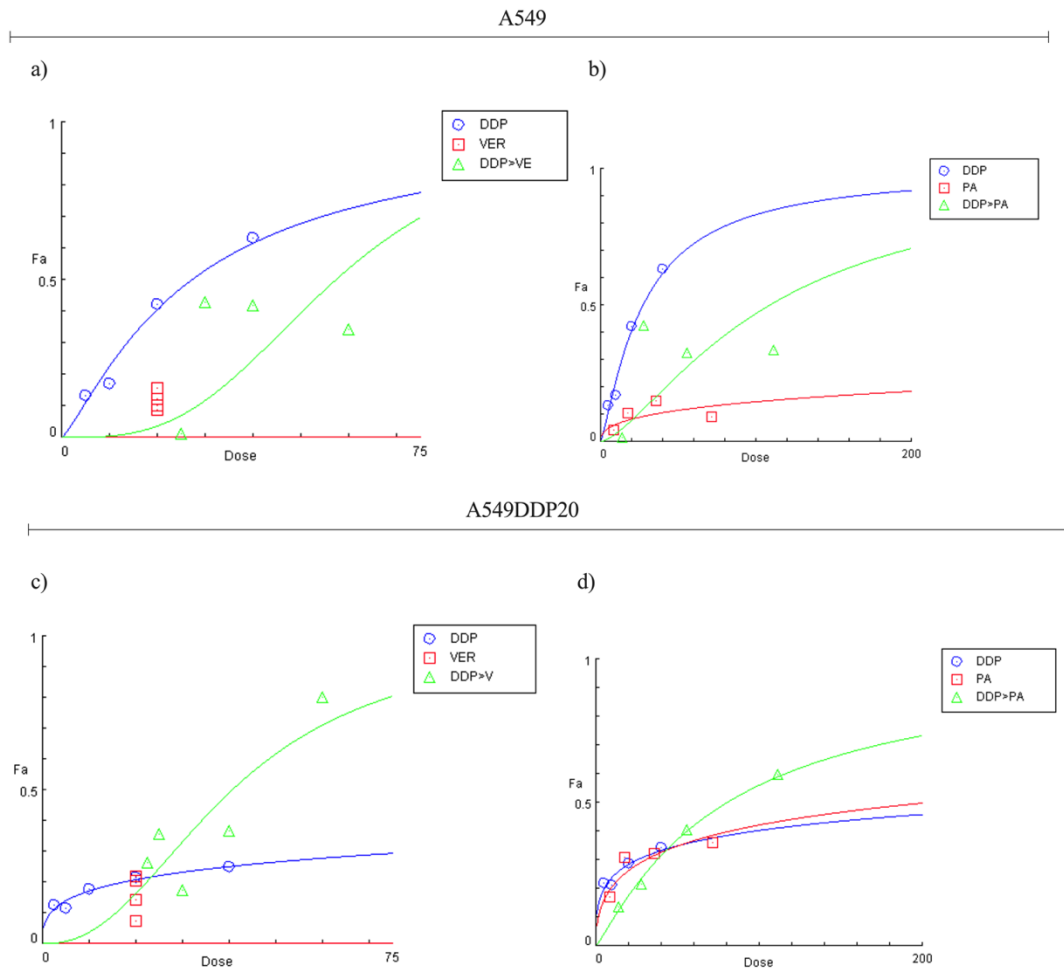 A549
a)
1
Fa
0.5
0
0
Dose
75
DDP
VER
DDP>VE
b)
1
Fa
0.5
0
0
Dose
200
DDP
PA
DDP>PA
A549DDP20
c)
1
Fa
0.5
0
0
Dose
75
DDP
VER
DDP>V
d)
1
Fa
0.5
0
0
Dose
200
DDP
PA
DDP>PA